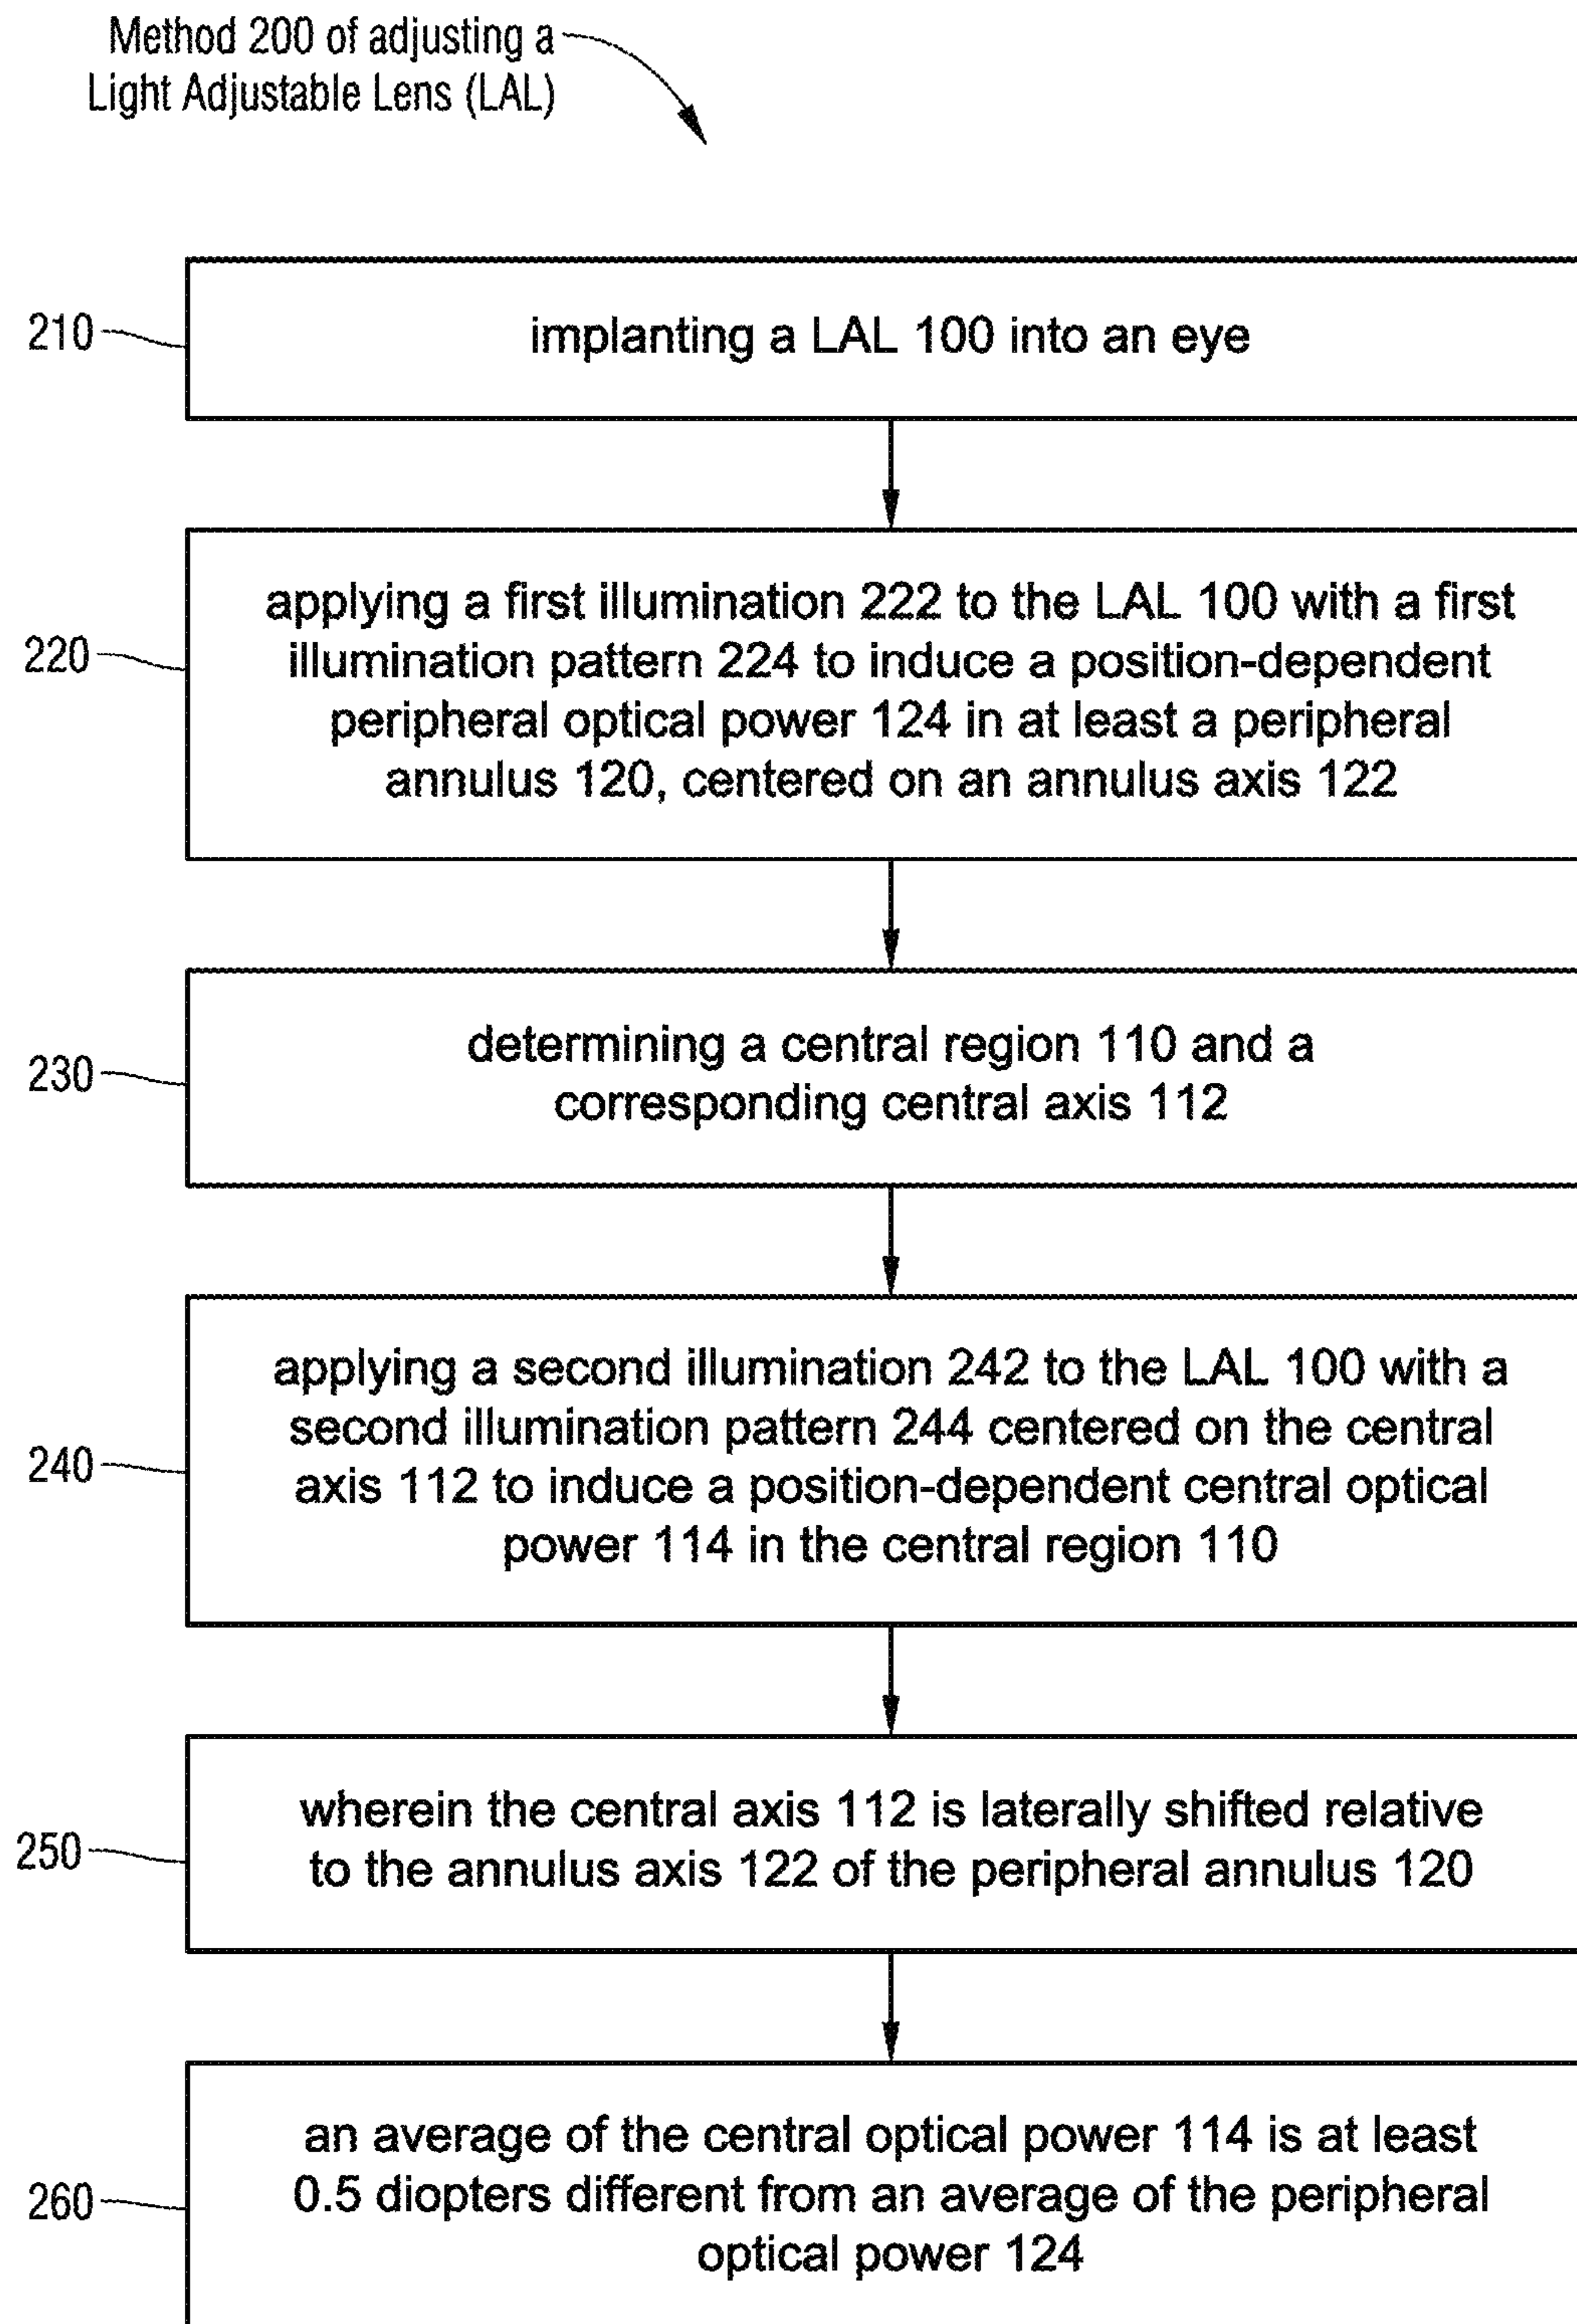 Method 200 of adjusting a
Light Adjustable Lens (LAL)
210
implanting a LAL 100 into an eye
220
applying a first illumination 222 to the LAL 100 with a first
illumination pattern 224 to induce a position-dependent
peripheral optical power 124 in at least a peripheral
annulus 120, centered on an annulus axis 122
230
determining a central region 110 and a
corresponding central axis 112
240
applying a second illumination 242 to the LAL 100 with a
second illumination pattern 244 centered on the central
axis 112 to induce a position-dependent central optical
power 114 in the central region 110
250
wherein the central axis 112 is laterally shifted relative
to the annulus axis 122 of the peripheral annulus 120
260
an average of the central optical power 114 is at least
0.5 diopters different from an average of the peripheral
optical power 124